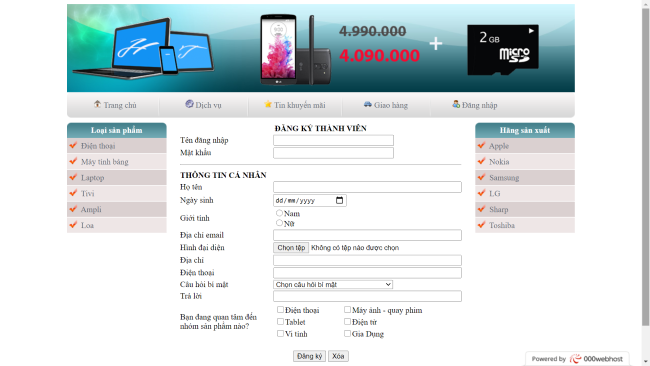 4.990.000
4.090.000
+
2 GB
micro
SD
LG
Trang chủ
Dịch vụ
Tin khuyến mãi
Giao hàng
Đăng nhập
Loại sản phẩm
Điện thoại
Máy tính bảng
Laptop
Tivi
Ampli
Loa
ĐĂNG KÝ THÀNH VIÊN
Tên đăng nhập
Mật khẩu
THÔNG TIN CÁ NHÂN
Họ tên
Ngày sinh dd/mm/yyyy
Giới tính Nam
Nữ
Địa chỉ email
Hình đại diện Chọn tệp Không có tệp nào được chọn
Địa chỉ
Điện thoại
Câu hỏi bí mật Chọn câu hỏi bí mật
Trả lời
Bạn đang quan tâm đến nhóm sản phẩm nào?
Điện thoại Máy ảnh - quay phim
Tablet Điện tử
Vi tính Gia Dụng
Đăng ký Xóa
Hãng sản xuất
Apple
Nokia
Samsung
LG
Sharp
Toshiba
Powered by 000webhost